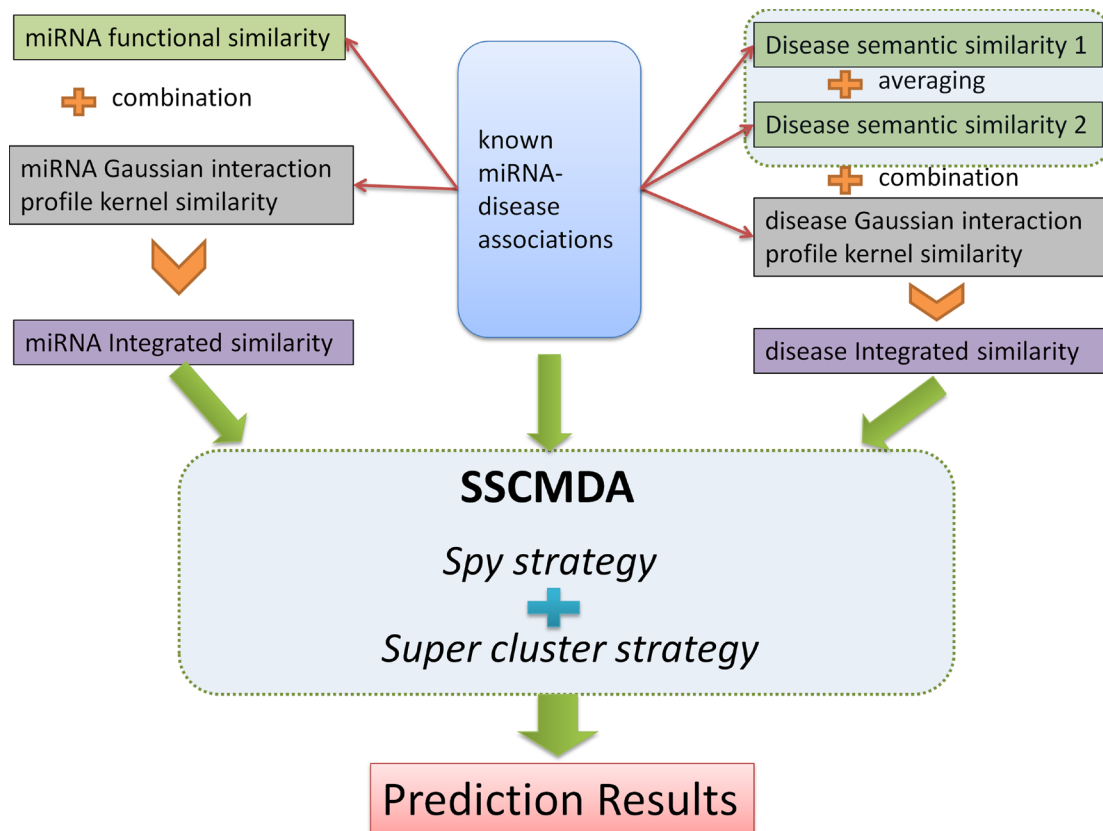 miRNA functional similarity
combination
miRNA Gaussian interaction
profile kernel similarity
miRNA Integrated similarity
known
miRNA-
disease
associations
Disease semantic similarity 1
averaging
Disease semantic similarity 2
combination
disease Gaussian interaction
profile kernel similarity
disease Integrated similarity
SSCMDA
Spy strategy
Super cluster strategy
Prediction Results